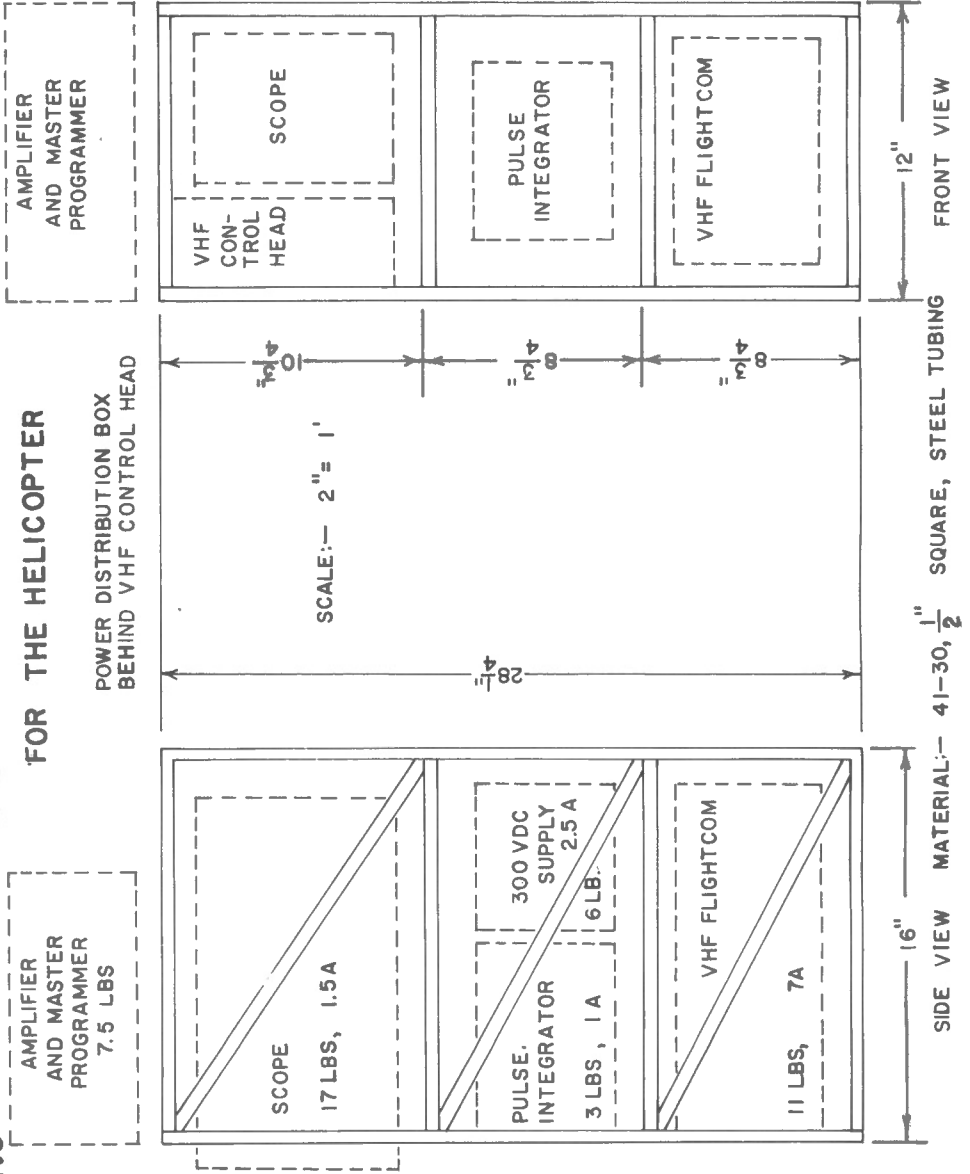 FOR THE HELICOPTER
AMPLIFIER
AND MASTER
PROGRAMMER
7.5 LBS
POWER DISTRIBUTION BOX
BEHIND VHF CONTROL HEAD
AMPLIFIER
AND MASTER
PROGRAMMER
SCOPE
17 LBS, 1.5 A
SCALE:— 2"= 1'
28 1/4"
10 3/4"
8 3/4"
8 3/4"
VHF
CON-
TROL
HEAD
SCOPE
PULSE.
INTEGRATOR
3 LBS, 1 A
300 VDC
SUPPLY
2.5 A
6 LB.
PULSE
INTEGRATOR
VHF FLIGHTCOM
11 LBS, 7A
VHF FLIGHTCOM
16"
12"
SIDE VIEW MATERIAL:— 41-30, 1/2" SQUARE, STEEL TUBING FRONT VIEW